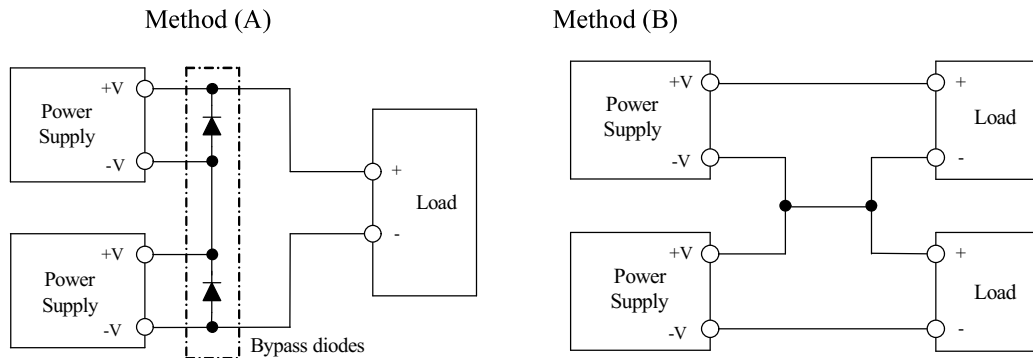 Method (A)
+V
Power
Supply
-V
+V
Power
Supply
-V
+
Load
-
Bypass diodes
Method (B)
+V
Power
Supply
-V
+V
Power
Supply
-V
+
Load
-
+
Load
-